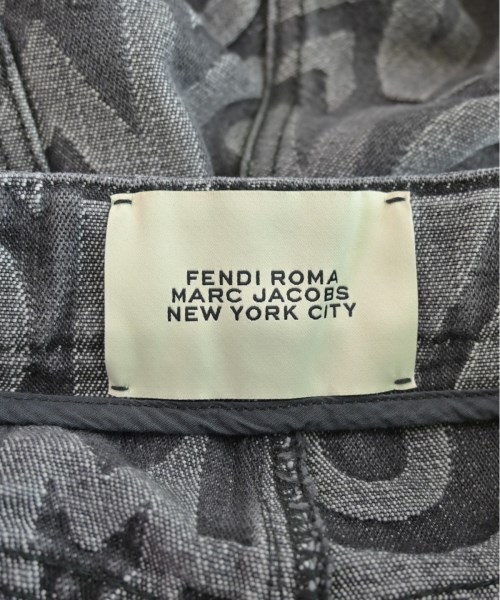 FENDI ROMA
MARC JACOBS
NEW YORK CITY